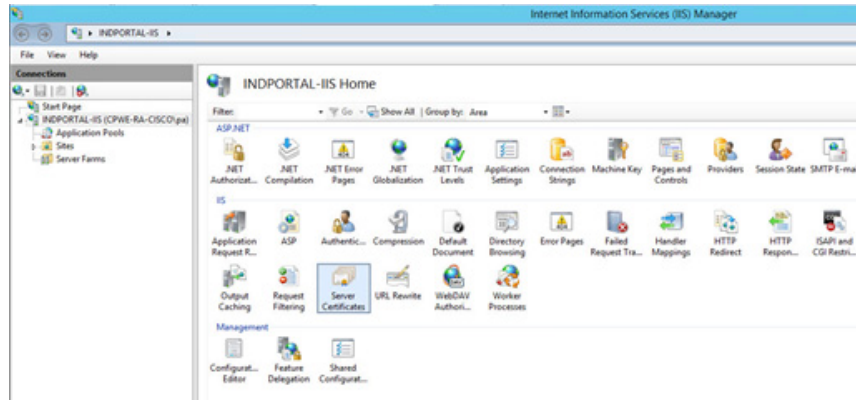 Internet Information Services (IIS) Manager
INDPORTAL-IIS
File View Help
Connections
Start Page
INDPORTAL-IIS (CPWE-RA-CISCO\pa)
Application Pools
Sites
Server Farms
INDPORTAL-IIS Home
Filter: Go Show All Group by: Area
ASP.NET
.NET Authorizat... .NET Compilation .NET Error Pages .NET Globalization .NET Trust Levels Application Settings Connection Strings Machine Key Pages and Controls Providers Session State SMTP E-ma
IIS
Application Request R... ASP Authentic... Compression Default Document Directory Browsing Error Pages Failed Request Tra... Handler Mappings HTTP Redirect HTTP Respon... ISAPI and CGI Restri...
Output Caching Request Filtering Server Certificates URL Rewrite WebDAV Authori... Worker Processes
Management
Configurat... Editor Feature Delegation Shared Configurat...